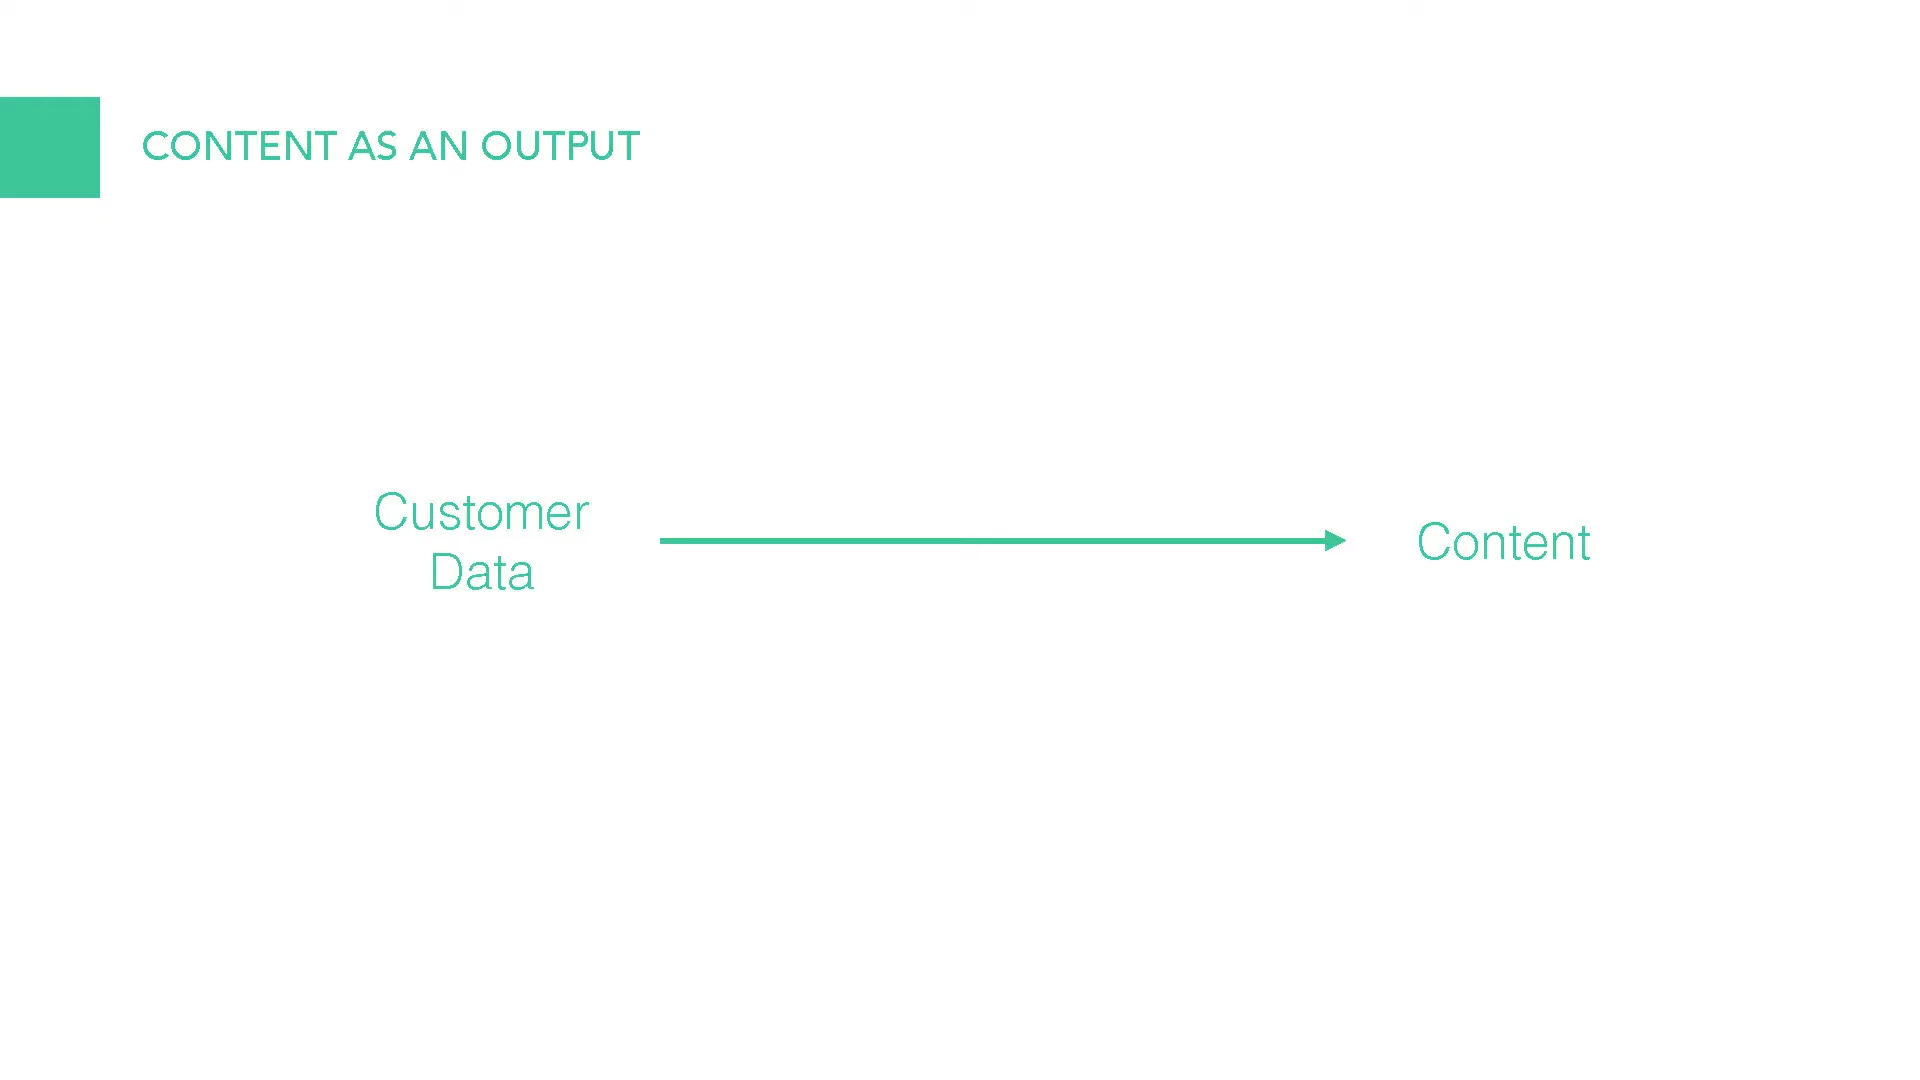 CONTENT AS AN OUTPUT
Customer
Data
Content